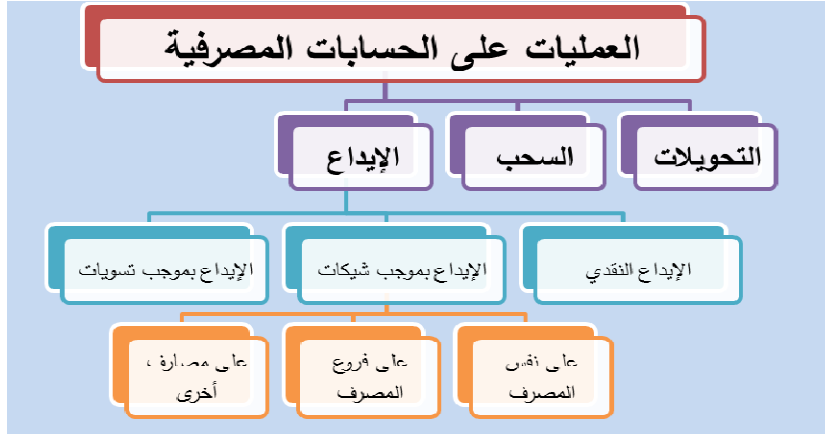 العمليات على الحسابات المصرفية
التحويلات
السحب
الإيداع
الإيداع النقدي
الإيداع بموجب شيكات
الإيداع بموجب تسويات
على نفس
المصرف
على فروع
المصرف
على مصارف
أخرى